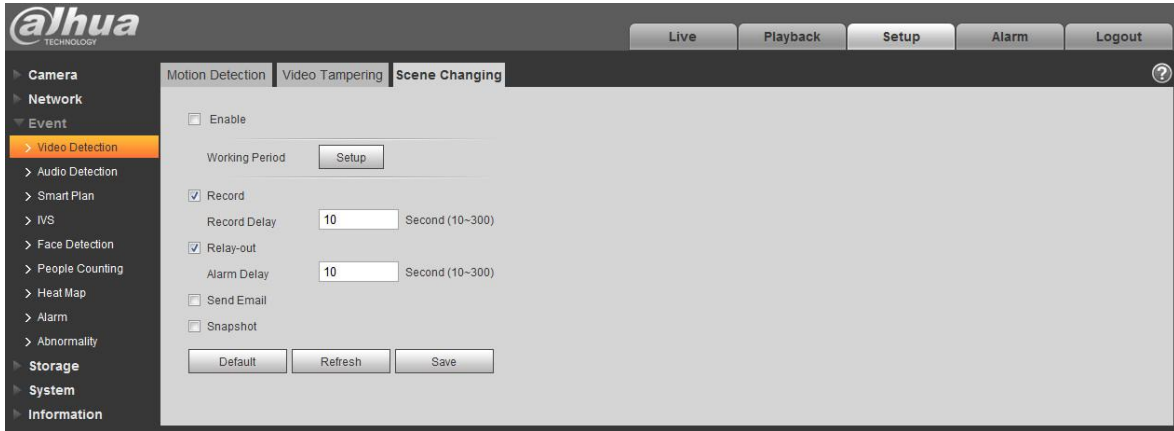 alhua
TECHNOLOGY
Live Playback Setup Alarm Logout
Camera
Network
Event
> Video Detection
> Audio Detection
> Smart Plan
> IVS
> Face Detection
> People Counting
> Heat Map
> Alarm
> Abnormality
Storage
System
Information
Motion Detection Video Tampering Scene Changing
?
Enable
Working Period Setup
Record
Record Delay 10 Second (10~300)
Relay-out
Alarm Delay 10 Second (10~300)
Send Email
Snapshot
Default Refresh Save